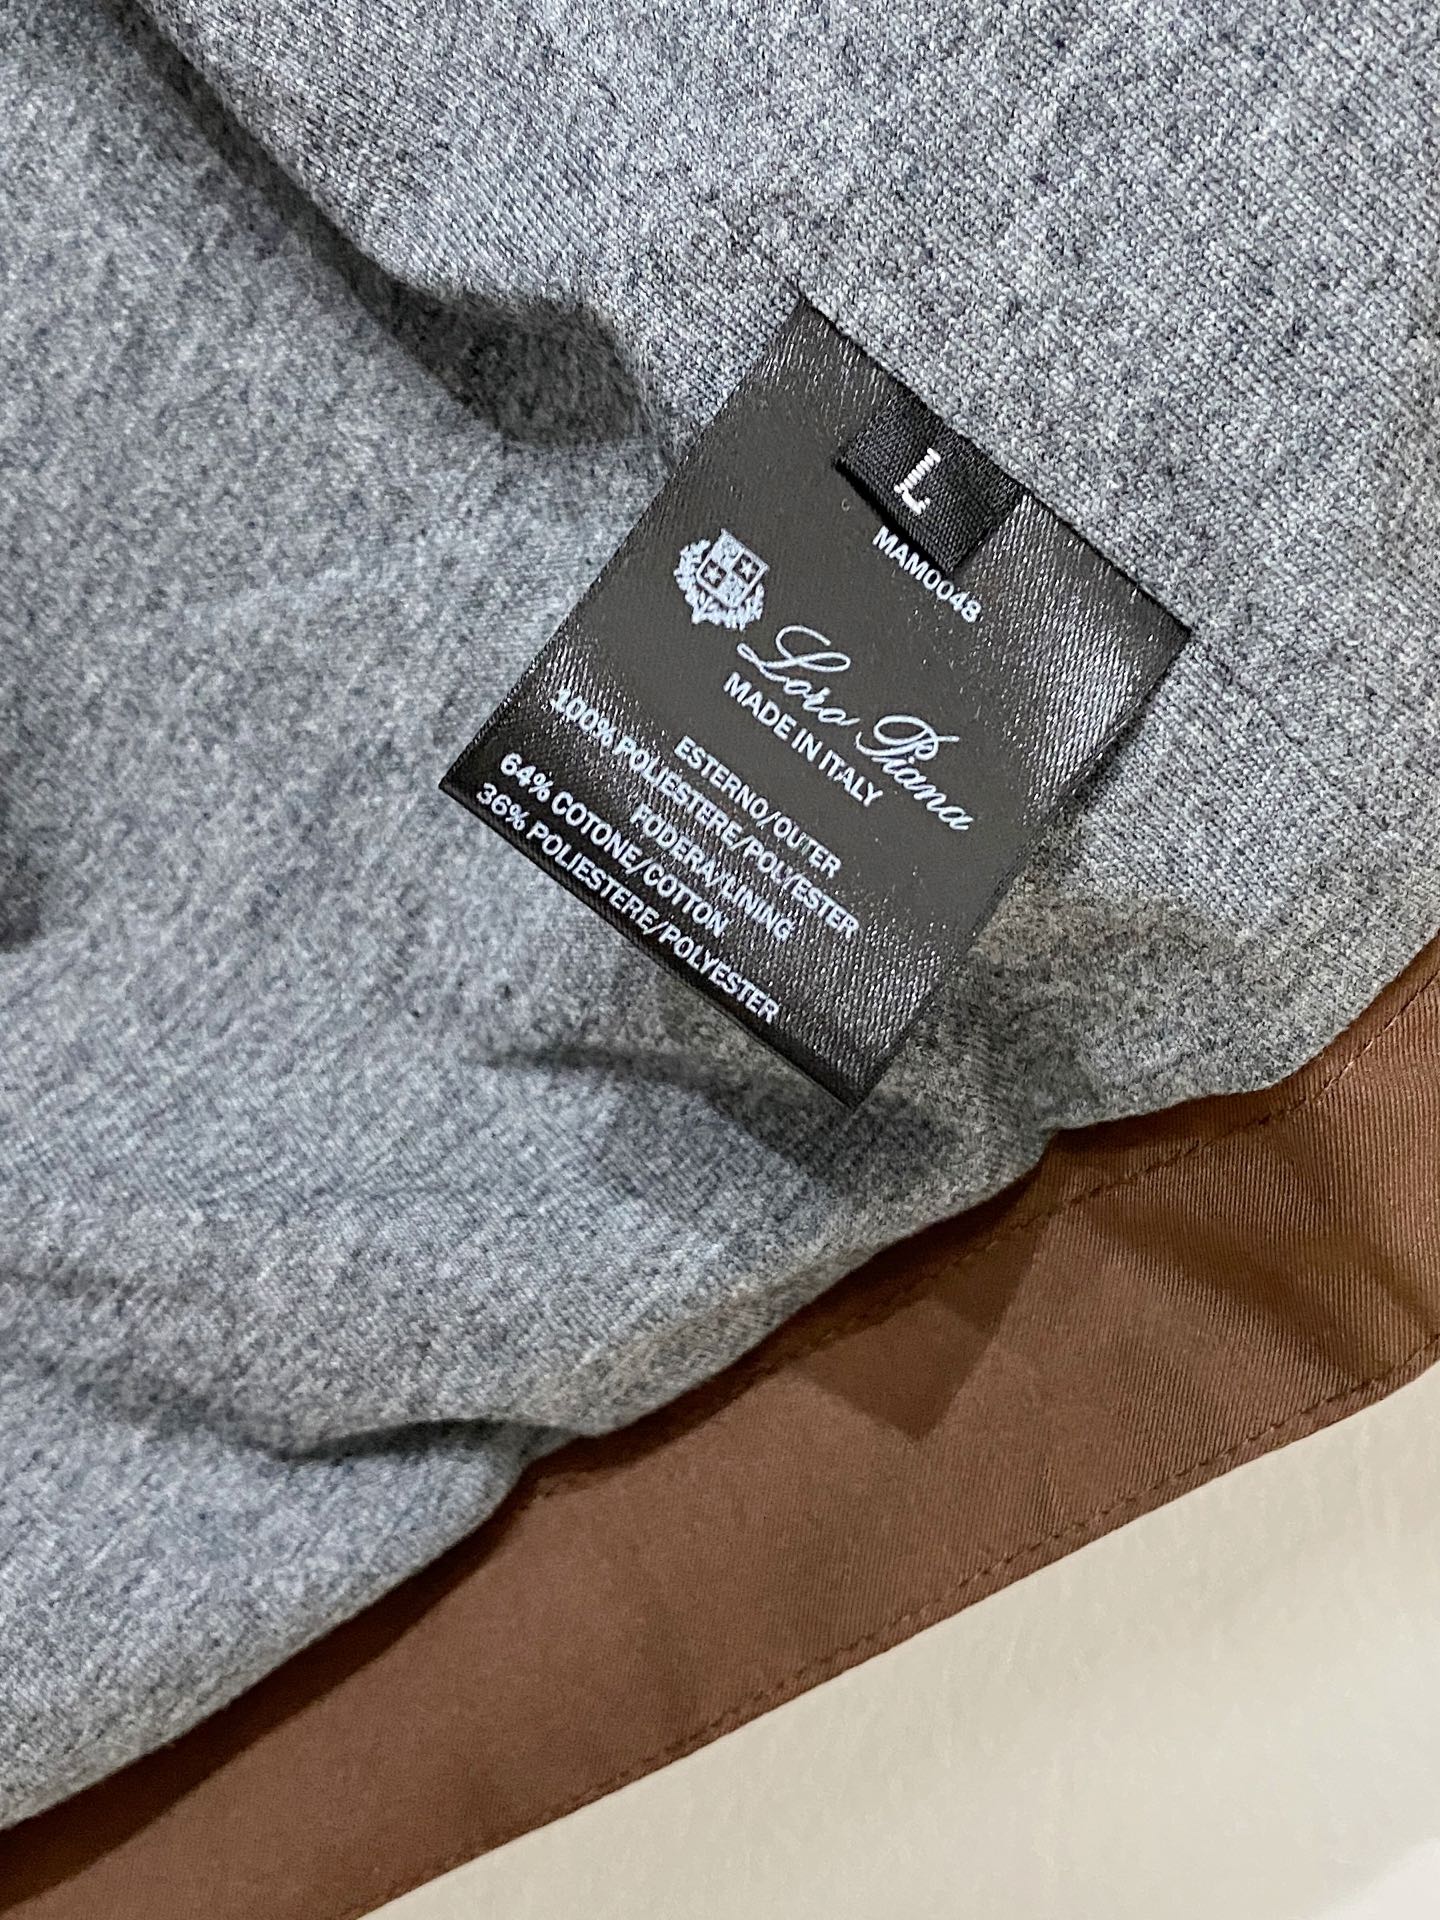 L
MAM0048
Loro Piana
MADE IN ITALY
ESTERNO/OUTER
100% POLIESTERE/POLYESTER
FODERA/LINING
64% COTONE/COTTON
36% POLIESTERE/POLYESTER